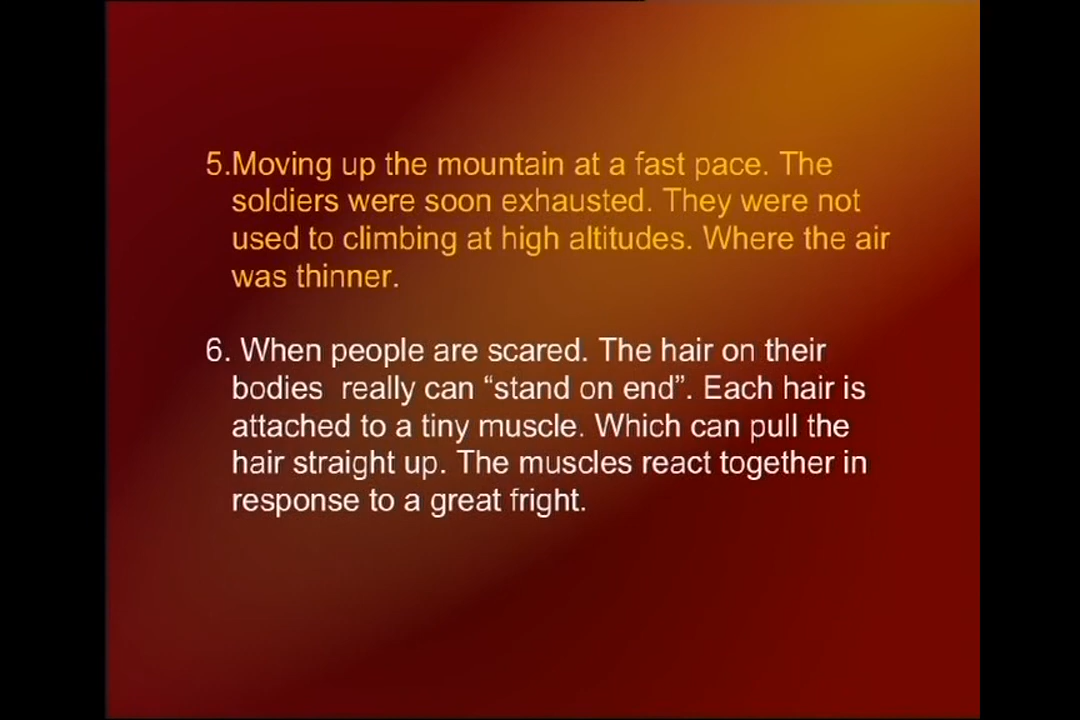 5.Moving up the mountain at a fast pace. The
soldiers were soon exhausted. They were not
used to climbing at high altitudes. Where the air
was thinner.
6. When people are scared. The hair on their
bodies  really can “stand on end”. Each hair is
attached to a tiny muscle. Which can pull the
hair straight up. The muscles react together in
response to a great fright.